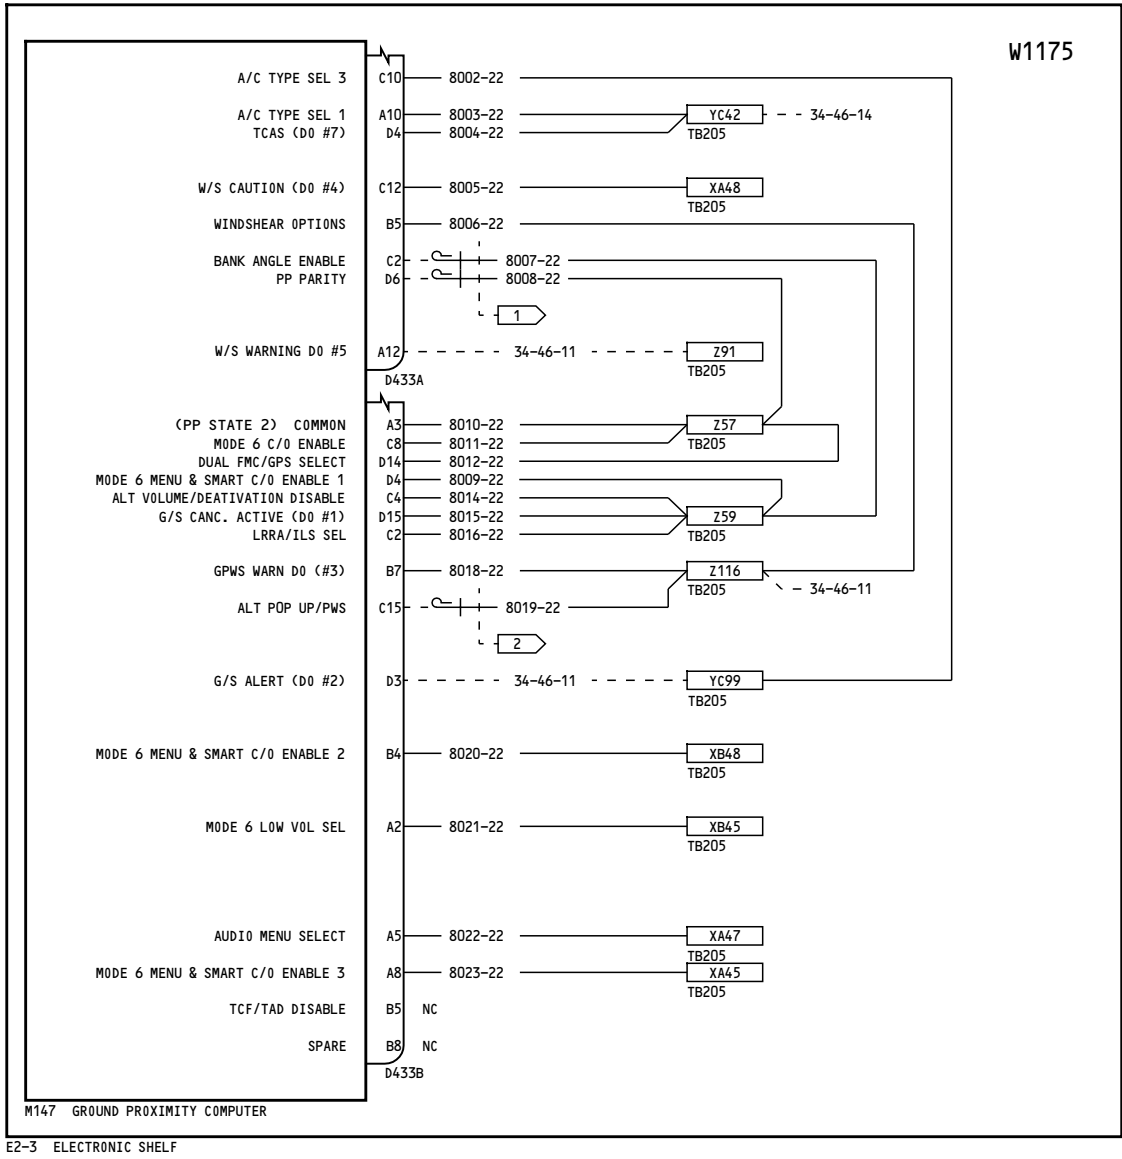 W1175
A/C TYPE SEL 3 C10 8002-22
A/C TYPE SEL 1 A10 8003-22 YC42 34-46-14
TCAS (DO #7) D4 8004-22 TB205
W/S CAUTION (DO #4) C12 8005-22 XA48
TB205
WINDSHEAR OPTIONS B5 8006-22
BANK ANGLE ENABLE C2 8007-22
PP PARITY D6 8008-22
1
W/S WARNING DO #5 A12 34-46-11 Z91
TB205
D433A
(PP STATE 2) COMMON A3 8010-22 Z57
MODE 6 C/O ENABLE C8 8011-22 TB205
DUAL FMC/GPS SELECT D14 8012-22
MODE 6 MENU & SMART C/O ENABLE 1 D4 8009-22
ALT VOLUME/DEATIVATION DISABLE C4 8014-22
G/S CANC. ACTIVE (DO #1) D15 8015-22 Z59
LRRA/ILS SEL C2 8016-22 TB205
GPWS WARN DO (#3) B7 8018-22 Z116
TB205 34-46-11
ALT POP UP/PWS C15 8019-22
2
G/S ALERT (DO #2) D3 34-46-11 YC99
TB205
MODE 6 MENU & SMART C/O ENABLE 2 B4 8020-22 XB48
TB205
MODE 6 LOW VOL SEL A2 8021-22 XB45
TB205
AUDIO MENU SELECT A5 8022-22 XA47
TB205
MODE 6 MENU & SMART C/O ENABLE 3 A8 8023-22 XA45
TB205
TCF/TAD DISABLE B5 NC
SPARE B8 NC
D433B
M147 GROUND PROXIMITY COMPUTER
E2-3 ELECTRONIC SHELF